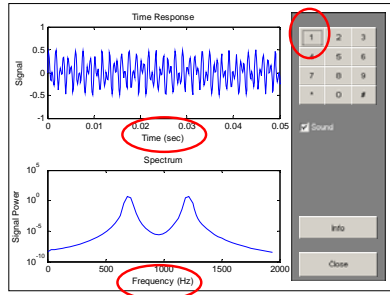 Time Response
Signal
1
0.5
0
-0.5
-1
0 0.01 0.02 0.03 0.04 0.05
Time (sec)
Spectrum
Signal Power
10^5
10^0
10^-5
10^-10
0 500 1000 1500 2000
Frequency (Hz)
1 2 3
4 5 6
7 8 9
* 0 #
Sound
Info
Close